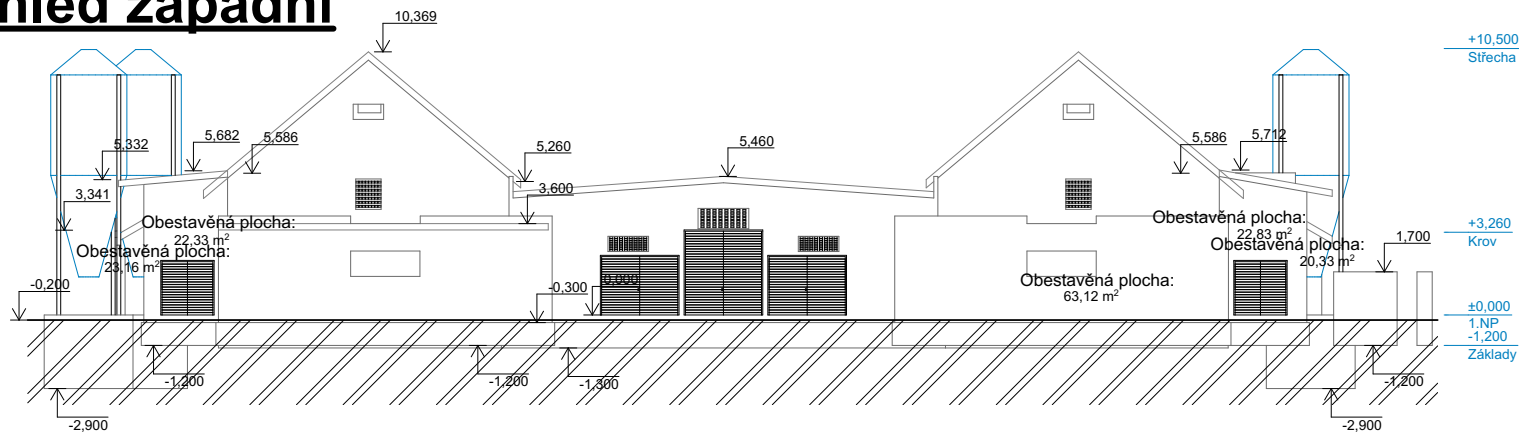 hled západní
10,369
+10,500
Střecha
5,332
5,682
5,586
5,260
5,460
5,586
5,712
3,341
3,600
Obestavěná plocha:
22,33 m²
Obestavěná plocha:
23,16 m²
Obestavěná plocha:
22,83 m²
Obestavěná plocha:
20,33 m²
1,700
+3,260
Krov
Obestavěná plocha:
63,12 m²
-0,200
-0,300
0,000
±0,000
1.NP
-1,200
Základy
-1,200
-1,200
-1,300
-1,200
-2,900
-2,900